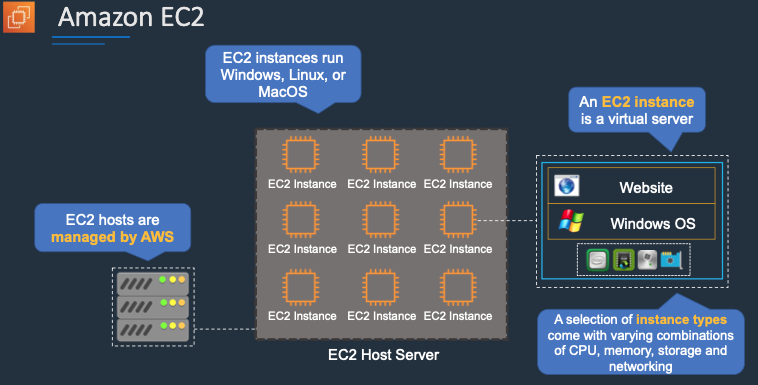 Amazon EC2
EC2 instances run
Windows, Linux, or
MacOS
An EC2 instance
is a virtual server
EC2 Instance EC2 Instance EC2 Instance
Website
EC2 hosts are
managed by AWS
EC2 Instance EC2 Instance EC2 Instance
Windows OS
EC2 Instance EC2 Instance EC2 Instance
A selection of instance types
come with varying combinations
of CPU, memory, storage and
networking
EC2 Host Server